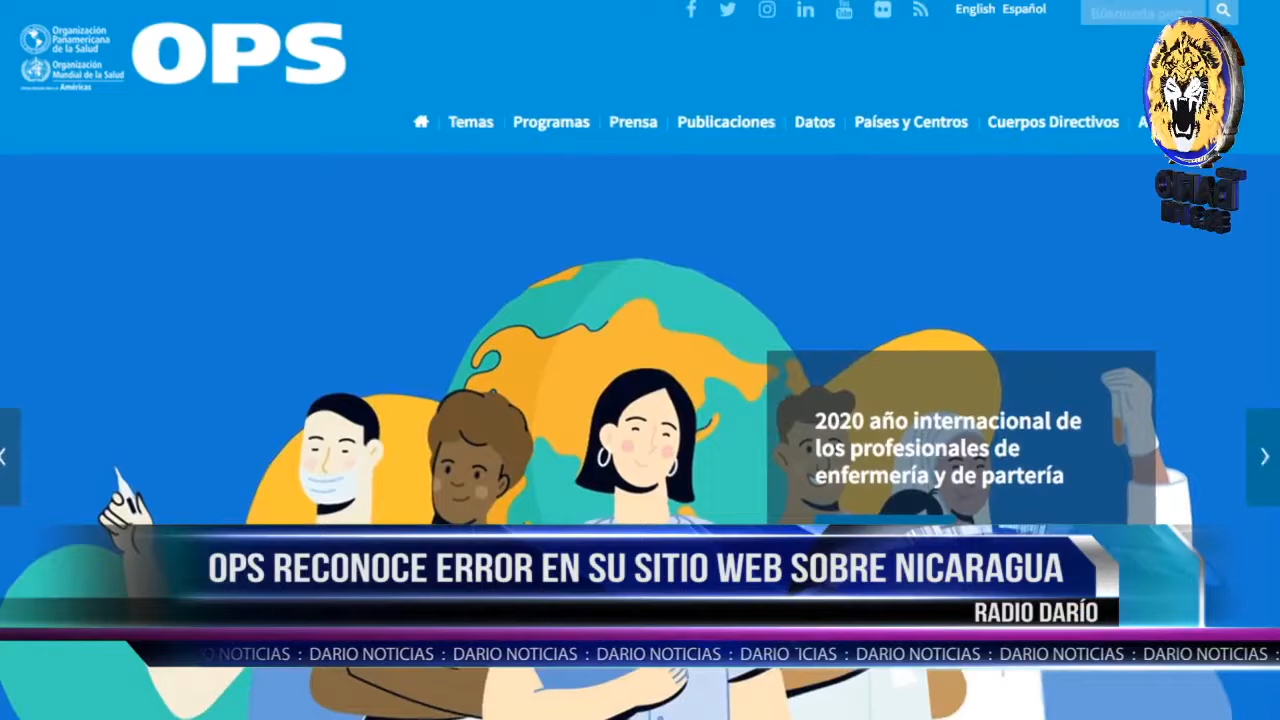 English Español
Búsqueda
Organización
Panamericana
de la Salud
Organización
Mundial de la Salud
Américas
OPS
Temas
Programas
Prensa
Publicaciones
Datos
Países y Centros
Cuerpos Directivos
2020 año internacional de
los profesionales de
enfermería y de partería
OPS RECONOCE ERROR EN SU SITIO WEB SOBRE NICARAGUA
RADIO DARÍO
NOTICIAS : DARIO NOTICIAS : DARIO NOTICIAS : DARIO NOTICIAS : DARIO ICIAS : DARIO NOTICIAS : DARIO NOTICIAS : DARIO NOTICIAS :